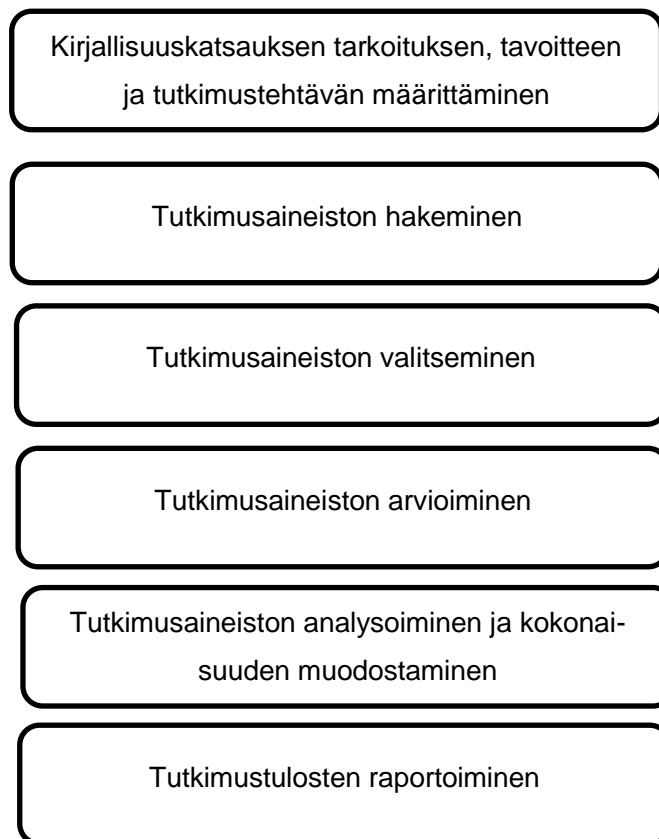 Kirjallisuuskatsauksen tarkoituksen, tavoitteen
ja tutkimustehtävän määrittäminen
Tutkimusaineiston hakeminen
Tutkimusaineiston valitseminen
Tutkimusaineiston arvioiminen
Tutkimusaineiston analysoiminen ja kokonai-
suuden muodostaminen
Tutkimustulosten raportoiminen